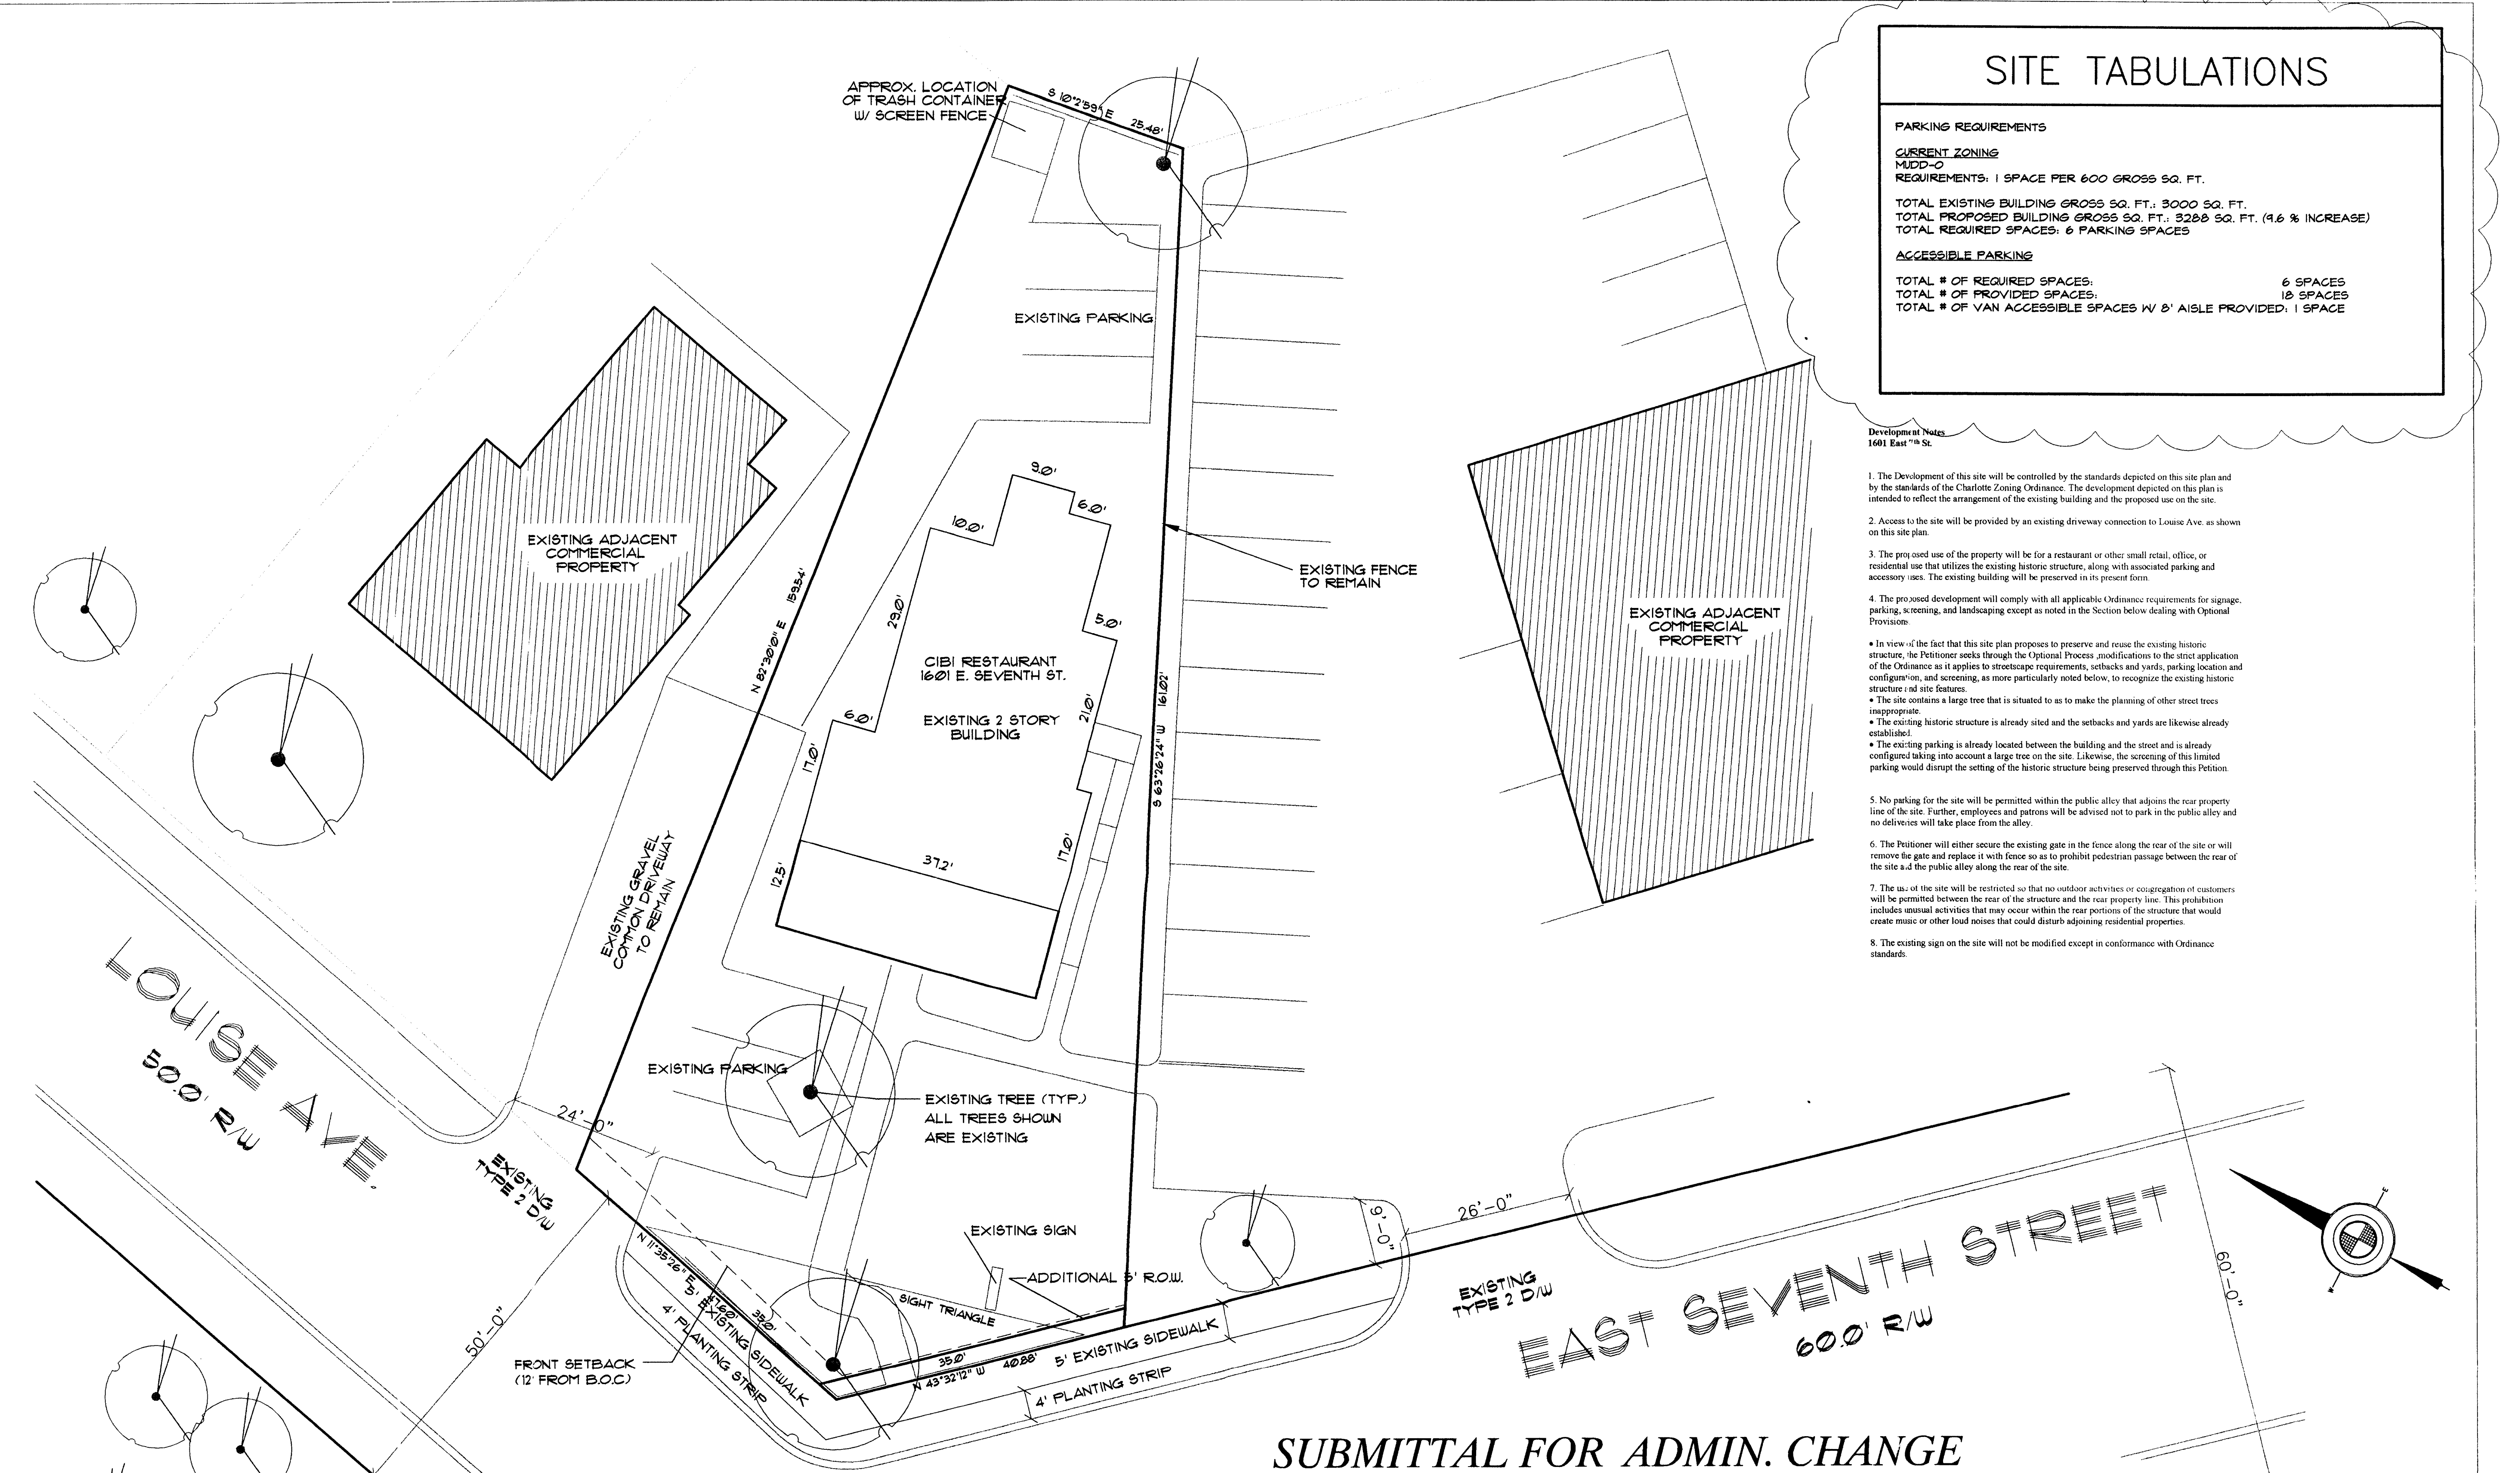 SITE TABULATIONS
PARKING REQUIREMENTS
CURRENT ZONING
MUDD-O
REQUIREMENTS: 1 SPACE PER 600 GROSS SQ. FT.
TOTAL EXISTING BUILDING GROSS SQ. FT.: 3000 SQ. FT.
TOTAL PROPOSED BUILDING GROSS SQ. FT.: 3288 SQ. FT. (9.6 % INCREASE)
TOTAL REQUIRED SPACES: 6 PARKING SPACES
ACCESSIBLE PARKING
TOTAL # OF REQUIRED SPACES: 6 SPACES
TOTAL # OF PROVIDED SPACES: 18 SPACES
TOTAL # OF VAN ACCESSIBLE SPACES W/ 8' AISLE PROVIDED: 1 SPACE
Development Notes
1601 East 7th St.
1. The Development of this site will be controlled by the standards depicted on this site plan and
by the standards of the Charlotte Zoning Ordinance. The development depicted on this plan is
intended to reflect the arrangement of the existing building and the proposed use on the site.
2. Access to the site will be provided by an existing driveway connection to Louise Ave. as shown
on this site plan.
3. The proposed use of the property will be for a restaurant or other small retail, office, or
residential use that utilizes the existing historic structure, along with associated parking and
accessory uses. The existing building will be preserved in its present form.
4. The proposed development will comply with all applicable Ordinance requirements for signage,
parking, screening, and landscaping except as noted in the Section below dealing with Optional
Provisions.
• In view of the fact that this site plan proposes to preserve and reuse the existing historic
structure, the Petitioner seeks through the Optional Process ,modifications to the strict application
of the Ordinance as it applies to streetscape requirements, setbacks and yards, parking location and
configuration, and screening, as more particularly noted below, to recognize the existing historic
structure and site features.
• The site contains a large tree that is situated to as to make the planning of other street trees
inappropriate.
• The existing historic structure is already sited and the setbacks and yards are likewise already
established.
• The existing parking is already located between the building and the street and is already
configured taking into account a large tree on the site. Likewise, the screening of this limited
parking would disrupt the setting of the historic structure being preserved through this Petition.
5. No parking for the site will be permitted within the public alley that adjoins the rear property
line of the site. Further, employees and patrons will be advised not to park in the public alley and
no deliveries will take place from the alley.
6. The Petitioner will either secure the existing gate in the fence along the rear of the site or will
remove the gate and replace it with fence so as to prohibit pedestrian passage between the rear of
the site and the public alley along the rear of the site.
7. The use of the site will be restricted so that no outdoor activities or congregation of customers
will be permitted between the rear of the structure and the rear property line. This prohibition
includes unusual activities that may occur within the rear portions of the structure that would
create music or other loud noises that could disturb adjoining residential properties.
8. The existing sign on the site will not be modified except in conformance with Ordinance
standards.
APPROX. LOCATION
OF TRASH CONTAINER
W/ SCREEN FENCE
S 10°2'59" E 25.48'
EXISTING PARKING
EXISTING ADJACENT
COMMERCIAL
PROPERTY
N 82°30'0" E 159.54'
9.0'
6.0'
10.0'
29.0'
5.0'
CIBI RESTAURANT
1601 E. SEVENTH ST.
EXISTING 2 STORY
BUILDING
6.0'
21.0'
17.0'
17.0'
37.2'
12.5'
S 63°26'24" W 161.02'
EXISTING FENCE
TO REMAIN
EXISTING ADJACENT
COMMERCIAL
PROPERTY
EXISTING GRAVEL
COMMON DRIVEWAY
TO REMAIN
LOUISE AVE.
50.0' R/W
EXISTING PARKING
EXISTING TREE (TYP.)
ALL TREES SHOWN
ARE EXISTING
24'-0"
EXISTING
TYPE 2 D/W
EXISTING SIGN
ADDITIONAL 5' R.O.W.
SIGHT TRIANGLE
N 11°35'26" E
35.0'
5' EXISTING SIDEWALK
4' PLANTING STRIP
50'-0"
FRONT SETBACK
(12' FROM B.O.C)
35.0'
N 43°32'12" W 40.88'
5' EXISTING SIDEWALK
4' PLANTING STRIP
9'-0"
26'-0"
EXISTING
TYPE 2 D/W
EAST SEVENTH STREET
60.0' R/W
60'-0"
E
N
SUBMITTAL FOR ADMIN. CHANGE